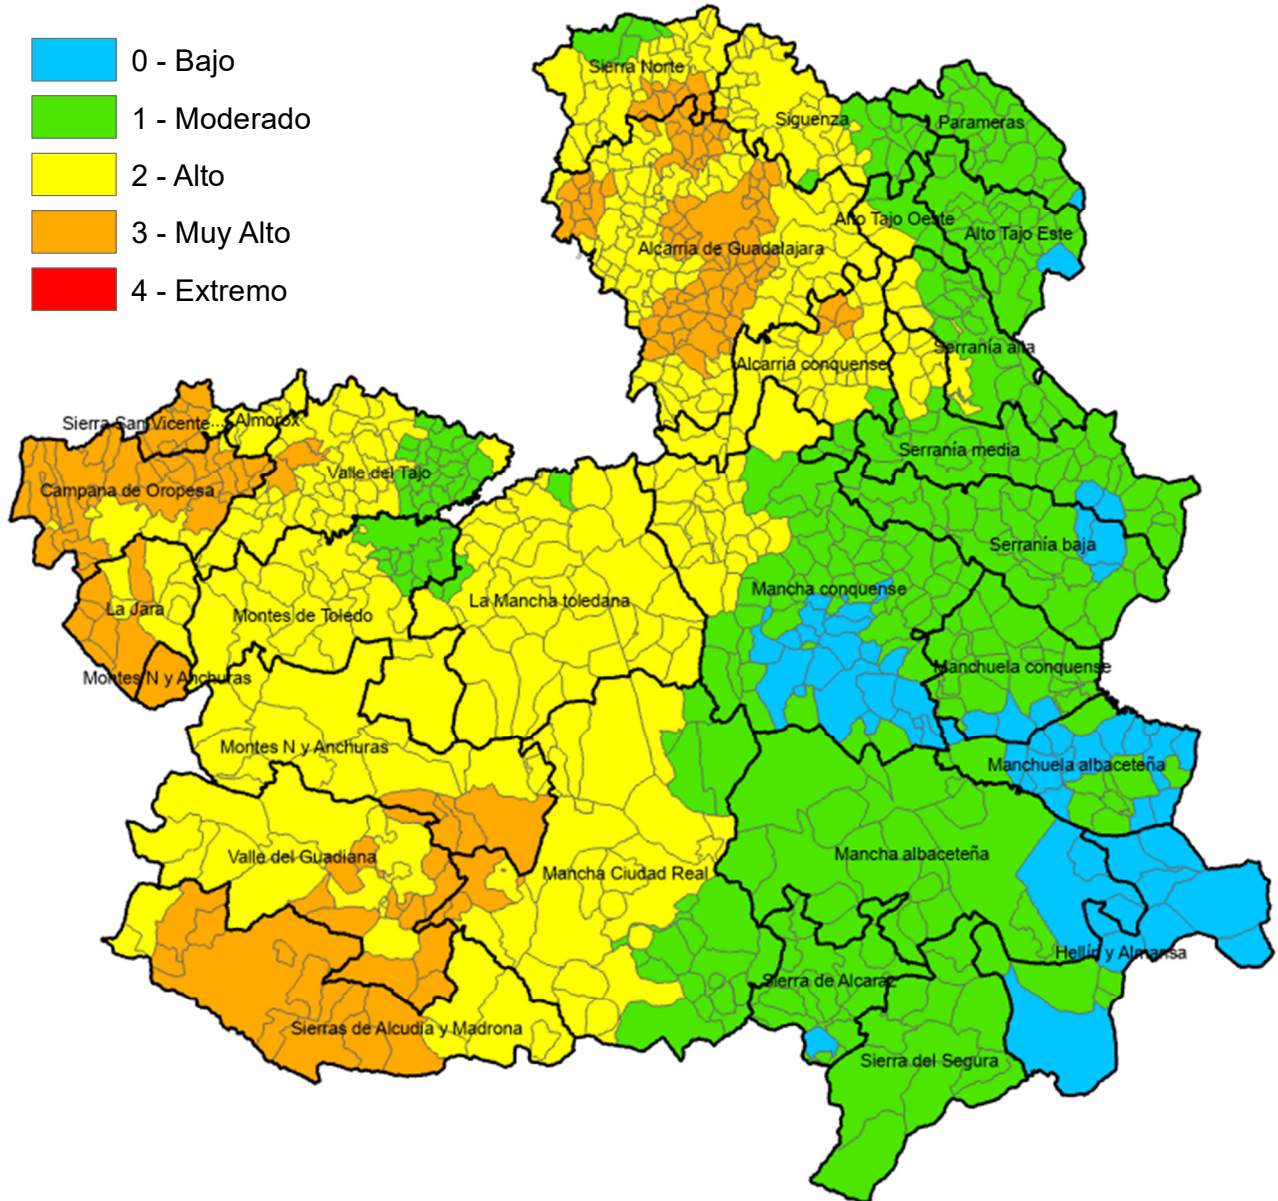 0 - Bajo
1 - Moderado
2 - Alto
3 - Muy Alto
4 - Extremo
Sierra Norte
Siguenza
Parameras
Alto Tajo Oeste
Alto Tajo Este
Alcarria de Guadalajara
Serranía alta
Alcarria conquense
Sierra San Vicente...
Almorox
Serranía media
Valle del Tajo
Campana de Oropesa
Serranía baja
Mancha conquense
La Mancha toledana
La Jara
Montes de Toledo
Manchuela conquense
Montes N y Anchuras
Montes N y Anchuras
Manchuela albaceteña
Mancha albaceteña
Valle del Guadiana
Mancha Ciudad Real
Hellín y Almansa
Sierra de Alcaraz
Sierras de Alcudia y Madrona
Sierra del Segura